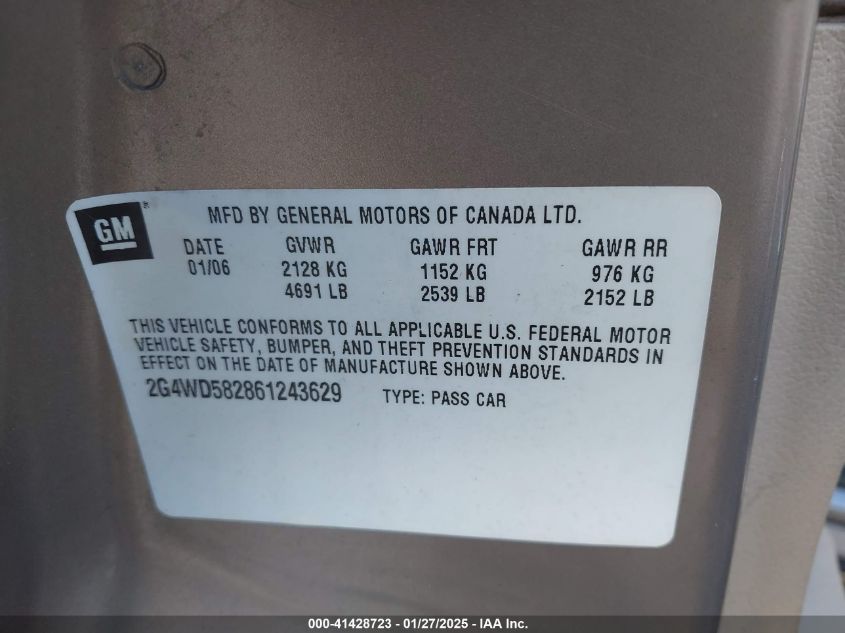 GM
MFD BY GENERAL MOTORS OF CANADA LTD.
DATE GVWR GAWR FRT GAWR RR
01/06 2128 KG 1152 KG 976 KG
4691 LB 2539 LB 2152 LB
THIS VEHICLE CONFORMS TO ALL APPLICABLE U.S. FEDERAL MOTOR
VEHICLE SAFETY, BUMPER, AND THEFT PREVENTION STANDARDS IN
EFFECT ON THE DATE OF MANUFACTURE SHOWN ABOVE.
2G4WD582861243629 TYPE: PASS CAR
000-41428723 - 01/27/2025 - IAA Inc.